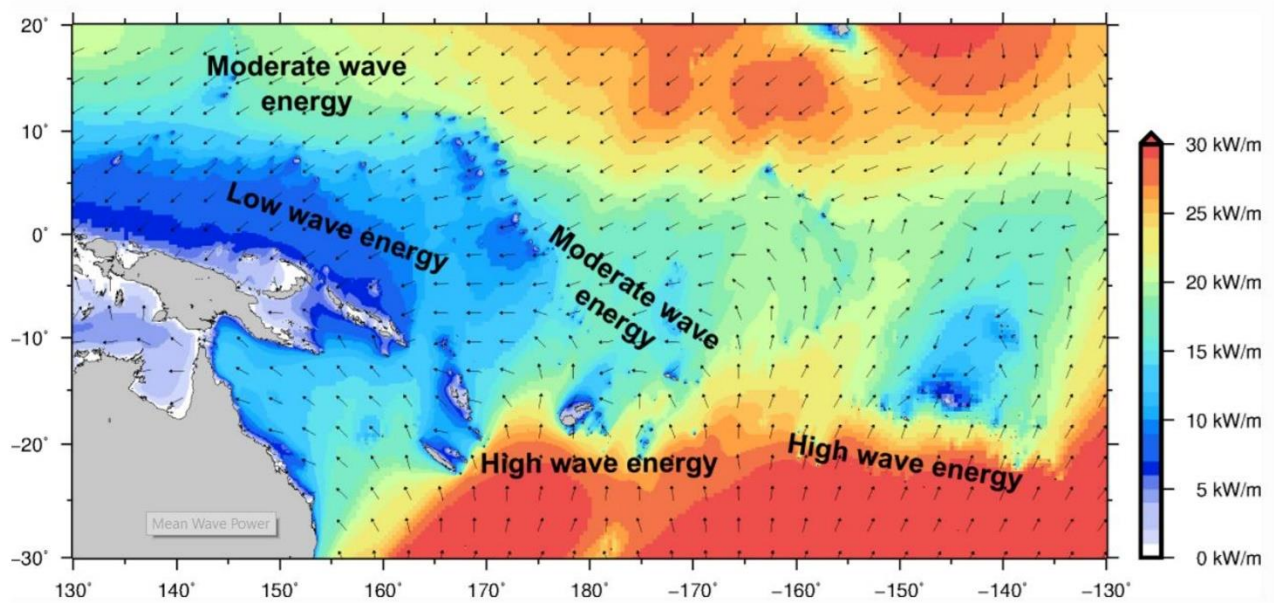 20°
10°
0°
−10°
−20°
−30°
130
140°
150°
160°
170°
180°
−170°
−160°
−150°
−140°
−130°
Moderate wave
energy
Low wave energy
Moderate wave
energy
High wave energy
High wave energy
Mean Wave Power
30 kW/m
25 kW/m
20 kW/m
15 kW/m
10 kW/m
5 kW/m
0 kW/m